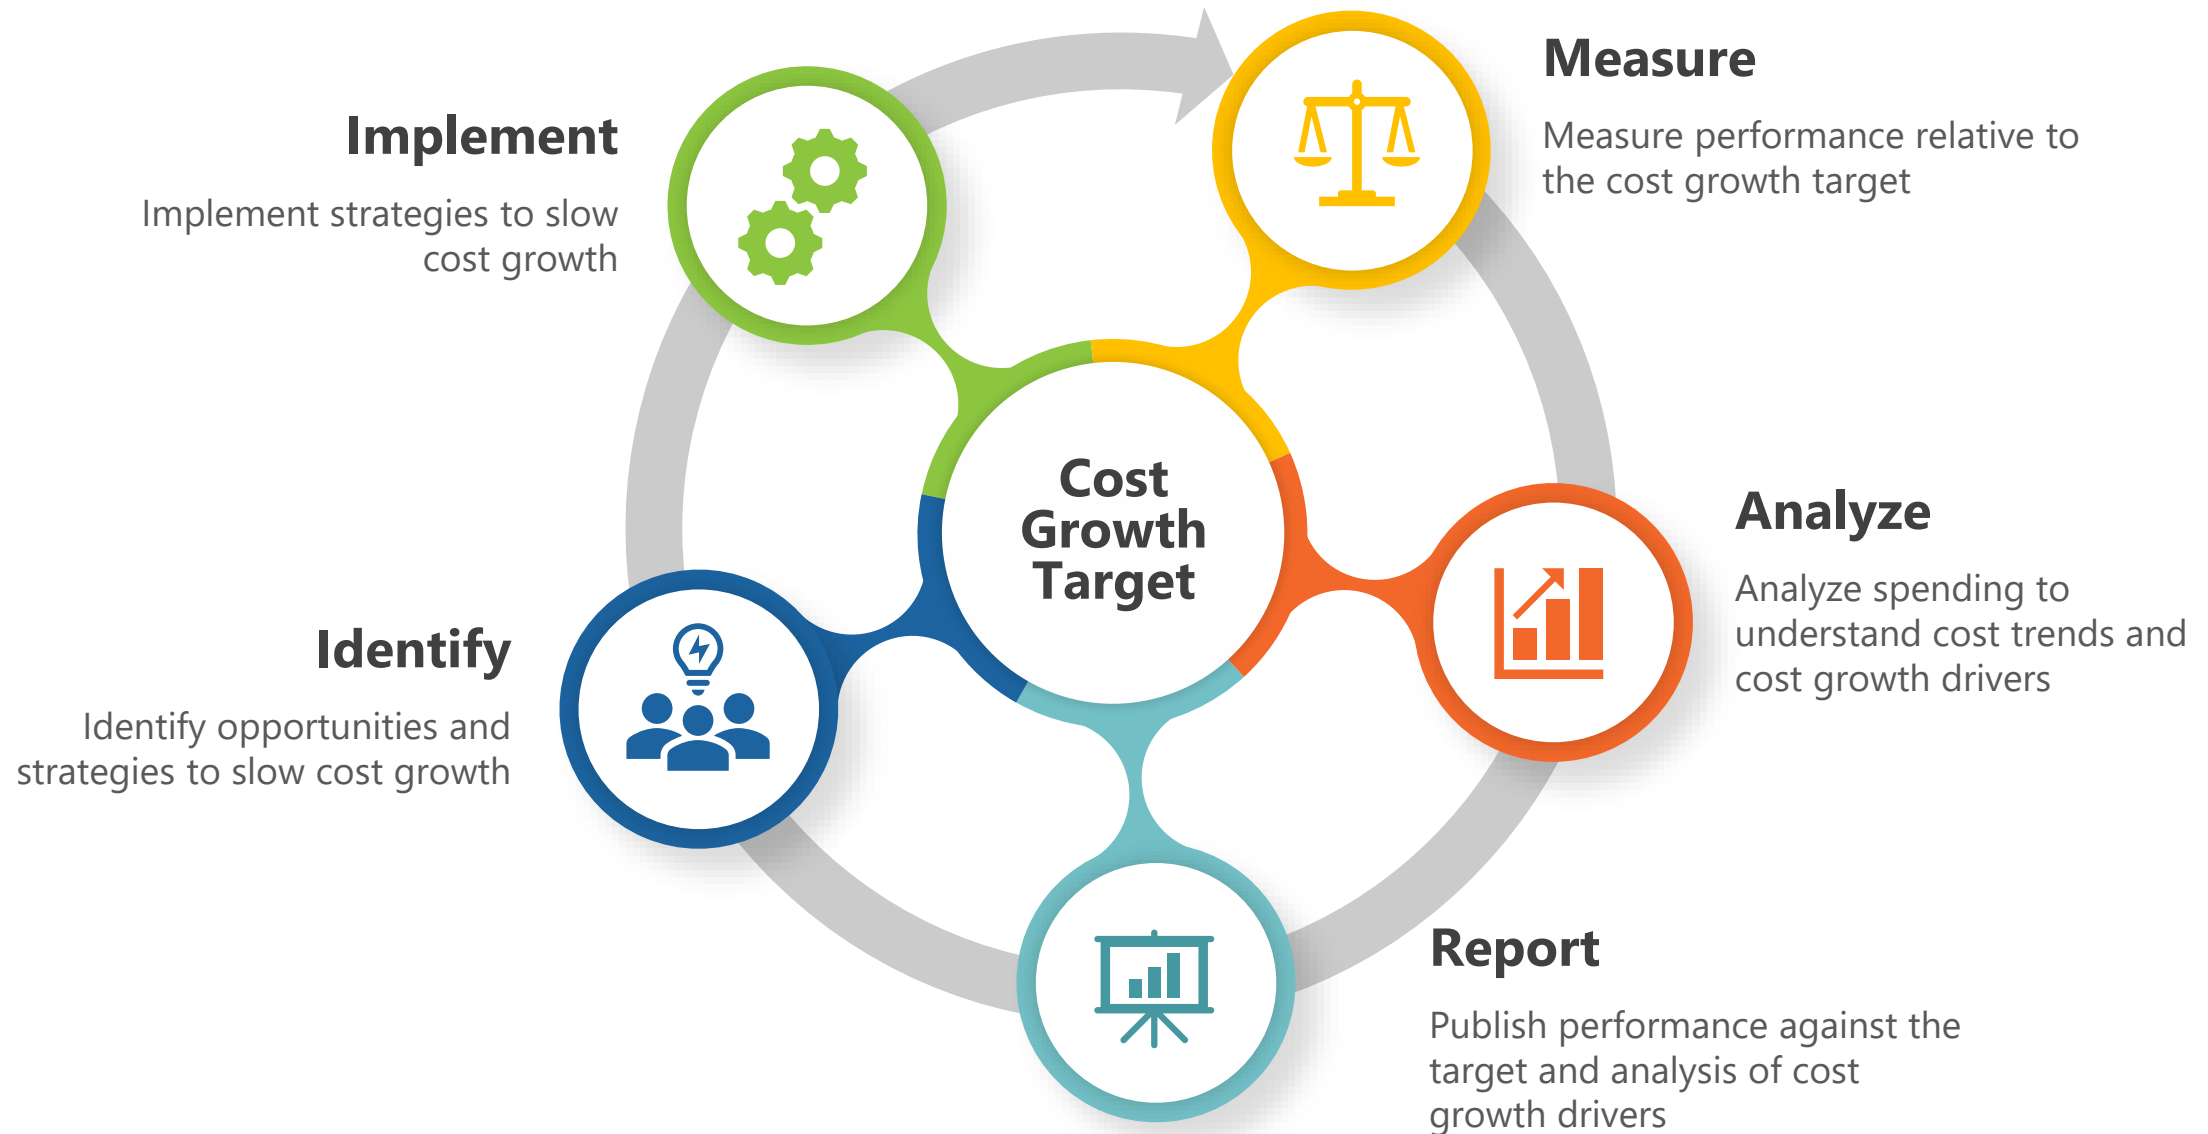 Measure
Measure performance relative to
the cost growth target
Analyze
Analyze spending to
understand cost trends and
cost growth drivers
Report
Publish performance against the
target and analysis of cost
growth drivers
Identify
Identify opportunities and
strategies to slow cost growth
Implement
Implement strategies to slow
cost growth
Cost
Growth
Target